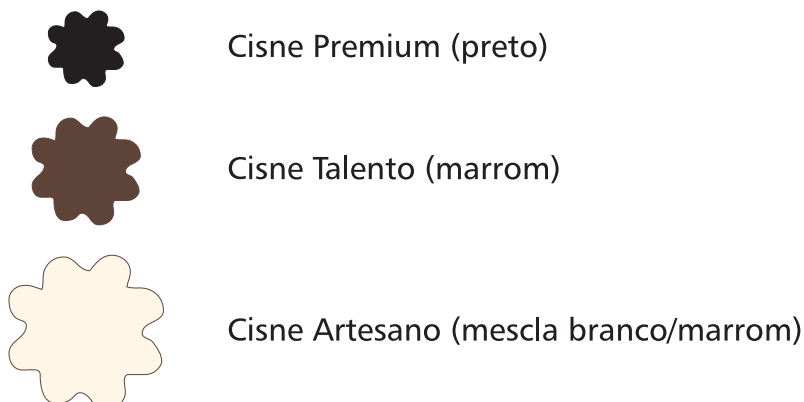 Cisne Premium (preto)
Cisne Talento (marrom)
Cisne Artesano (mescla branco/marrom)